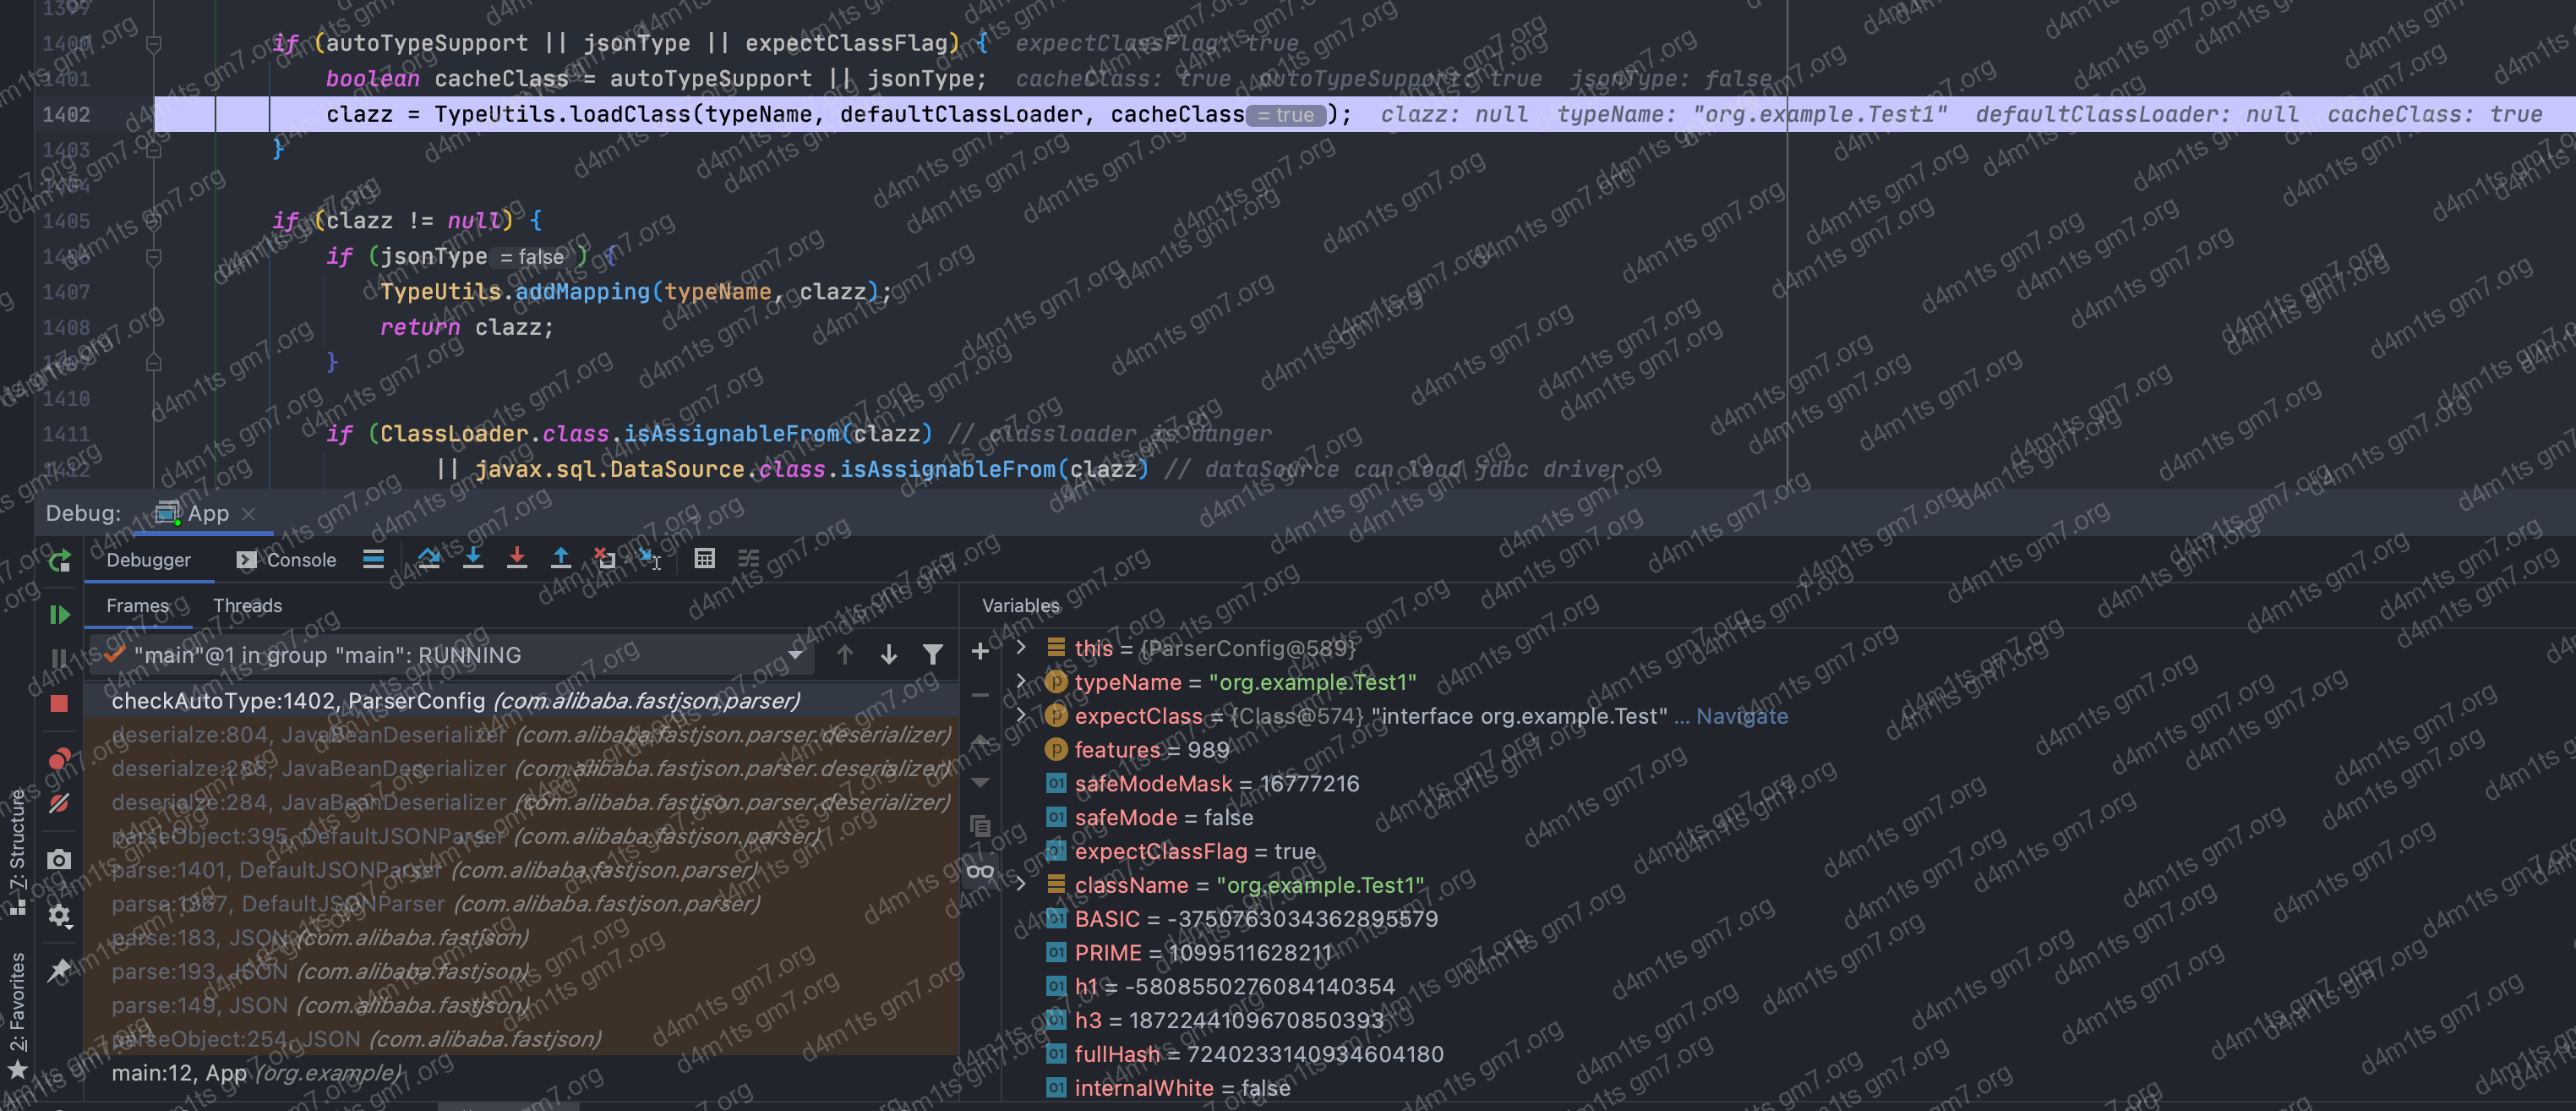 1399
1400 if (autoTypeSupport || jsonType || expectClassFlag) { expectClassFlag: true
1401 boolean cacheClass = autoTypeSupport || jsonType; cacheClass: true autoTypeSupport: true jsonType: false
1402 clazz = TypeUtils.loadClass(typeName, defaultClassLoader, cacheClass = true ); clazz: null typeName: "org.example.Test1" defaultClassLoader: null cacheClass: true
1403 }
1404
1405 if (clazz != null) {
1406 if (jsonType = false ) {
1407 TypeUtils.addMapping(typeName, clazz);
1408 return clazz;
1409 }
1410
1411 if (ClassLoader.class.isAssignableFrom(clazz) // classloader is danger
1412 || javax.sql.DataSource.class.isAssignableFrom(clazz) // dataSource can load jdbc driver
Debug: App
Debugger Console
Frames Threads
"main"@1 in group "main": RUNNING
checkAutoType:1402, ParserConfig (com.alibaba.fastjson.parser)
deserialze:804, JavaBeanDeserializer (com.alibaba.fastjson.parser.deserializer)
deserialze:288, JavaBeanDeserializer (com.alibaba.fastjson.parser.deserializer)
deserialze:284, JavaBeanDeserializer (com.alibaba.fastjson.parser.deserializer)
parseObject:395, DefaultJSONParser (com.alibaba.fastjson.parser)
parse:1401, DefaultJSONParser (com.alibaba.fastjson.parser)
parse:1367, DefaultJSONParser (com.alibaba.fastjson.parser)
parse:183, JSON (com.alibaba.fastjson)
parse:193, JSON (com.alibaba.fastjson)
parse:149, JSON (com.alibaba.fastjson)
parseObject:254, JSON (com.alibaba.fastjson)
main:12, App (org.example)
Variables
this = {ParserConfig@589}
typeName = "org.example.Test1"
expectClass = {Class@574} "interface org.example.Test" ... Navigate
features = 989
safeModeMask = 16777216
safeMode = false
expectClassFlag = true
className = "org.example.Test1"
BASIC = -3750763034362895579
PRIME = 1099511628211
h1 = -5808550276084140354
h3 = 1872244109670850393
fullHash = 7240233140934604180
internalWhite = false
7: Structure
2: Favorites
d4m1ts gm7.org